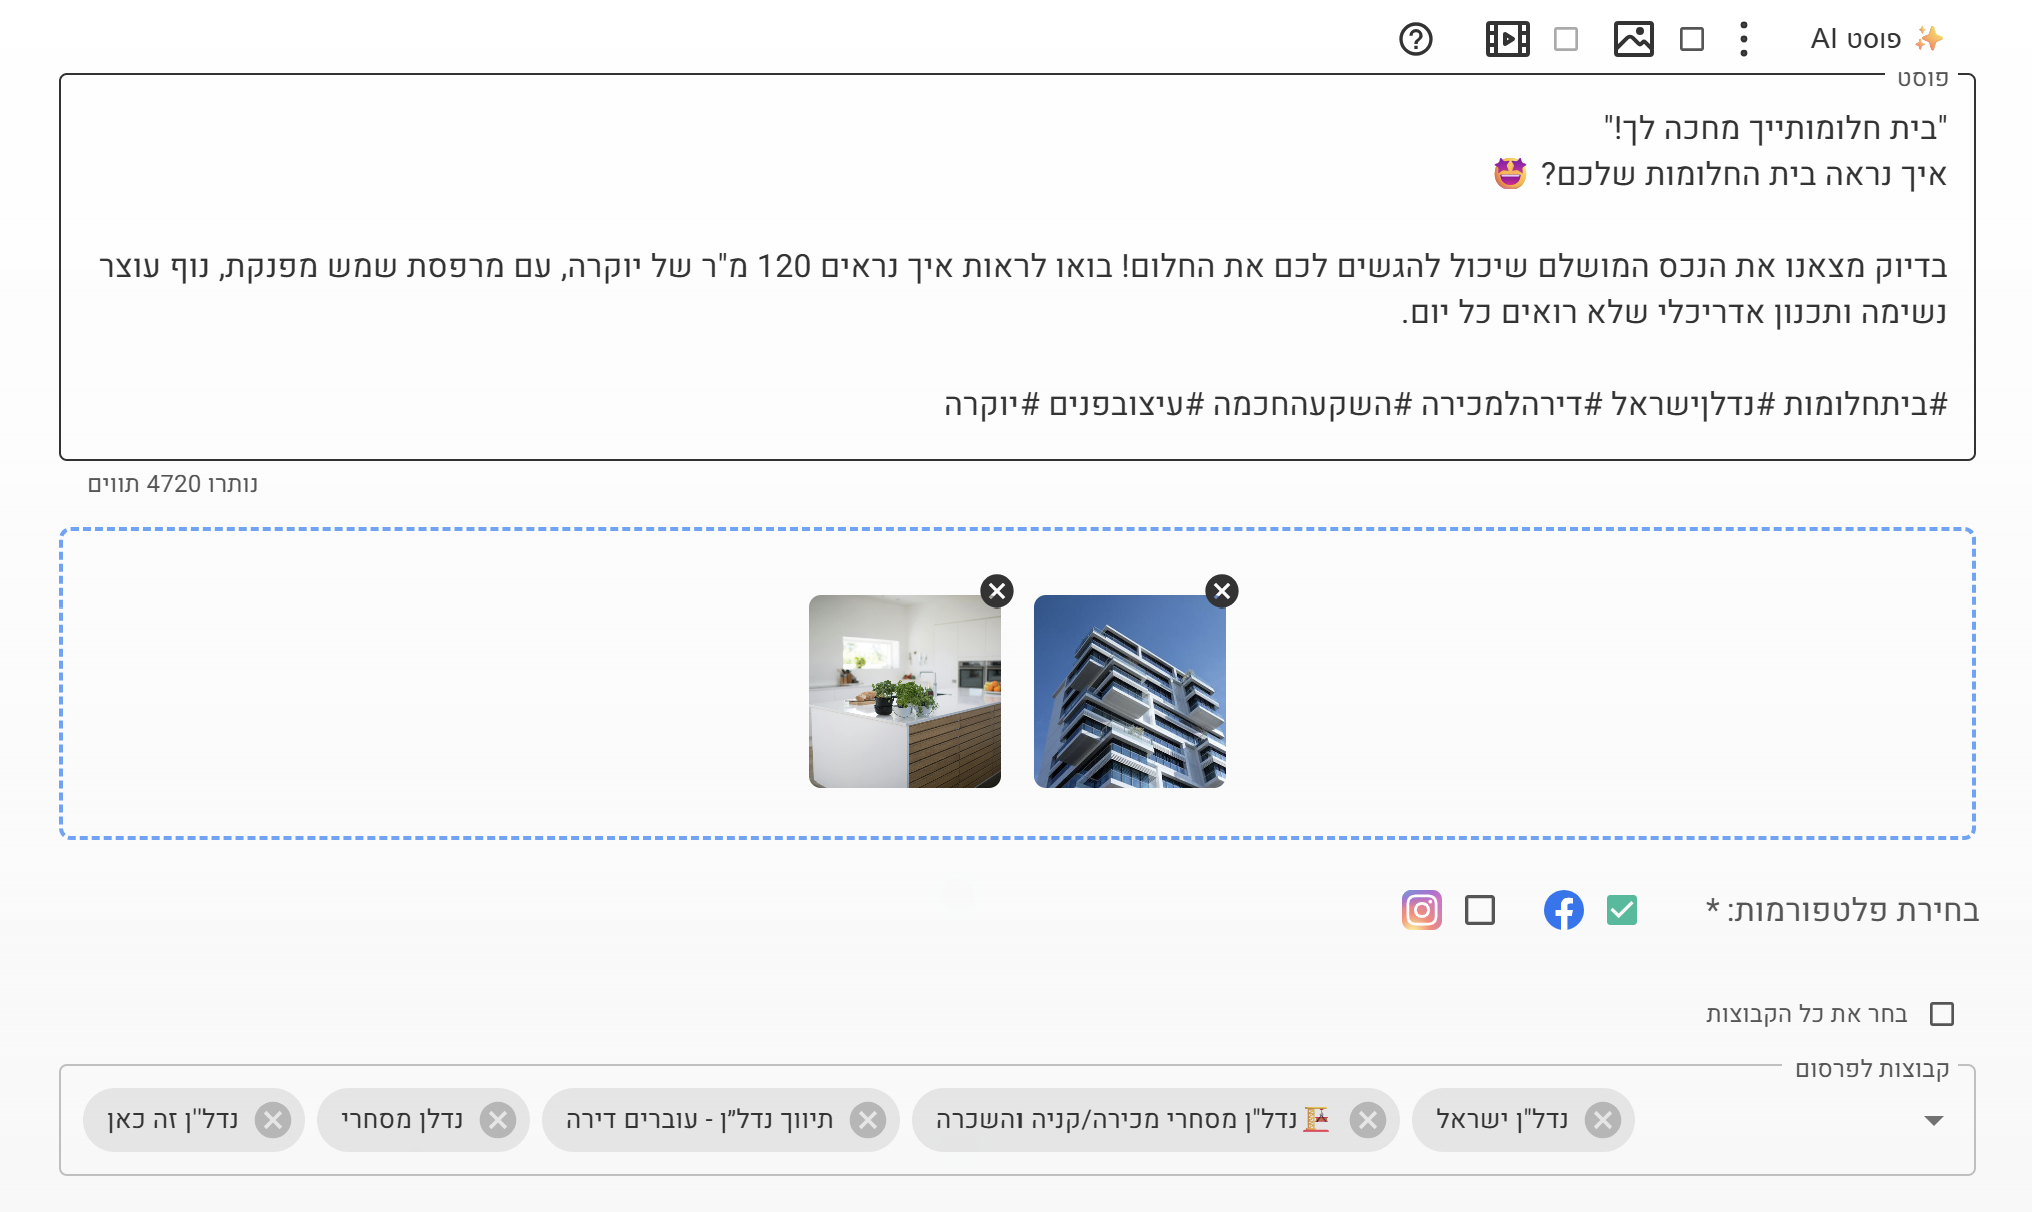 ✨ פוסט AI
פוסט
"בית חלומותייך מחכה לך!"
איך נראה בית החלומות שלכם? 🤩
בדיוק מצאנו את הנכס המושלם שיכול להגשים לכם את החלום! בואו לראות איך נראים 120 מ"ר של יוקרה, עם מרפסת שמש מפנקת, נוף עוצר
נשימה ותכנון אדריכלי שלא רואים כל יום.
#ביתחלומות #נדלןישראל #דירהלמכירה #השקעהחכמה #עיצובפנים #יוקרה
נותרו 4720 תווים
בחירת פלטפורמות: *
בחר את כל הקבוצות
קבוצות לפרסום
נדל"ן ישראל
🏗️ נדל"ן מסחרי מכירה/קניה והשכרה
תיווך נדל״ן - עוברים דירה
נדלן מסחרי
נדל"ן זה כאן